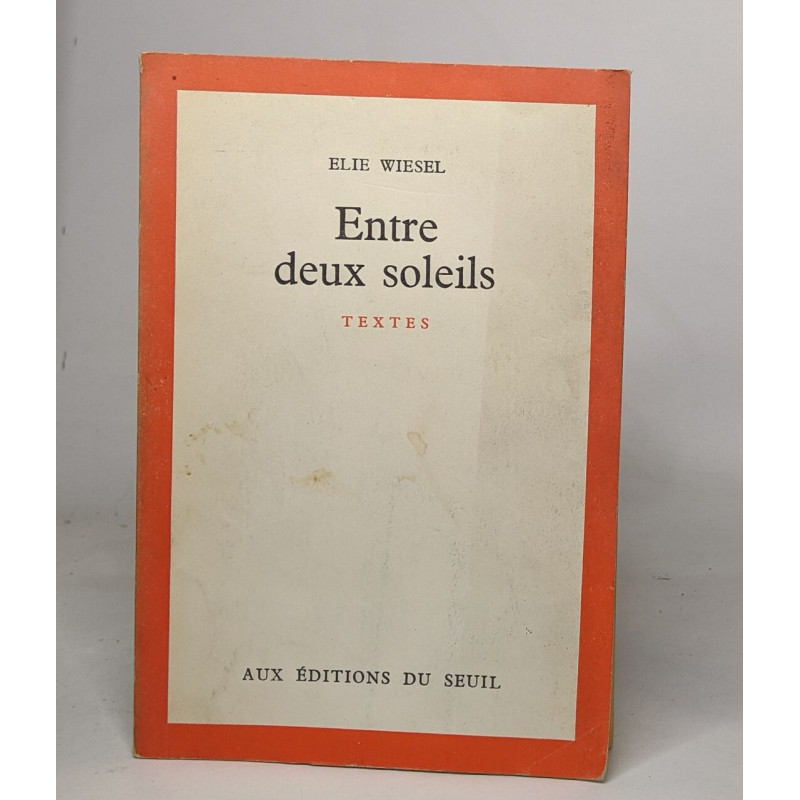 ELIE WIESEL
Entre
deux soleils
TEXTES
AUX ÉDITIONS DU SEUIL